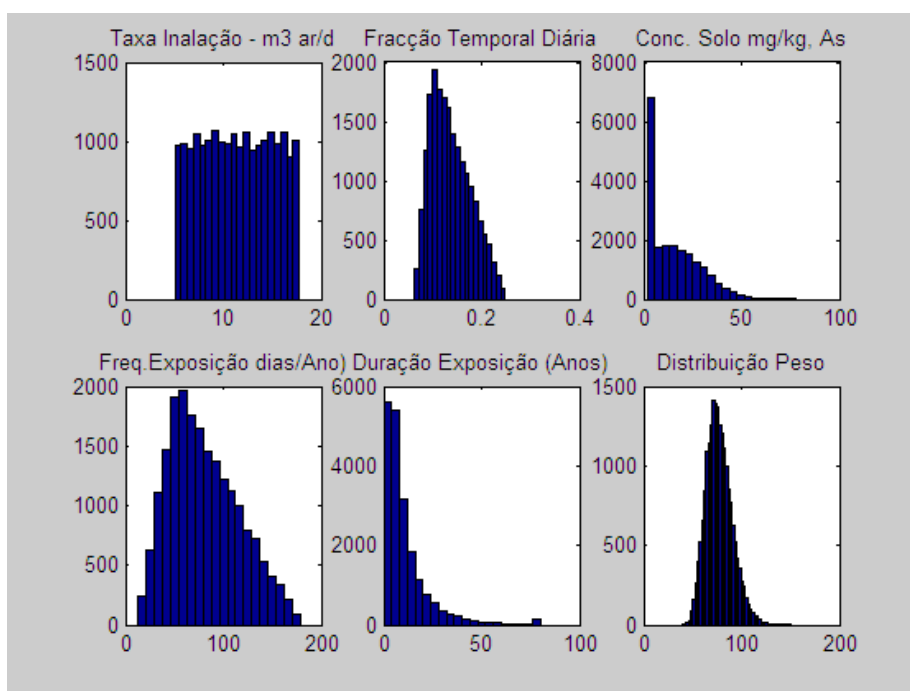 Taxa Inalação - m3 ar/d
1500
1000
500
0
0 10 20
Fracção Temporal Diária
2000
1500
1000
500
0
0 0.2 0.4
Conc. Solo mg/kg, As
8000
6000
4000
2000
0
0 50 100
Freq.Exposição dias/Ano)
2000
1500
1000
500
0
0 100 200
Duração Exposição (Anos)
6000
4000
2000
0
0 50 100
Distribuição Peso
1500
1000
500
0
0 100 200